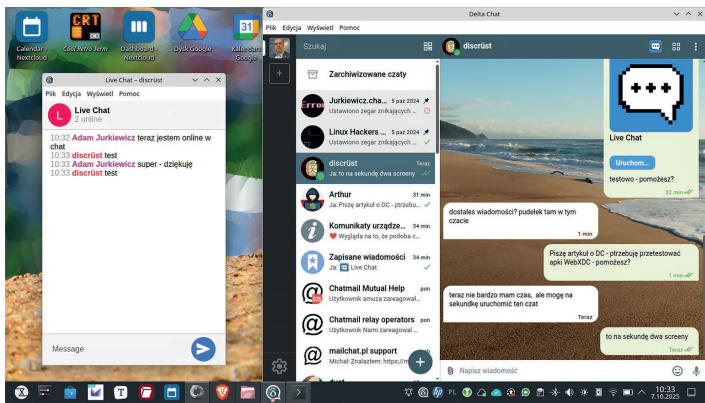 Calendar - Nextcloud
CRT
Cool Retro Term
Dashboard - Nextcloud
Dysk Google
31
Kalendarz Google
Live Chat – discrüst
Plik Edycja Wyświetl Pomoc
L
Live Chat
2 online
10:32 Adam Jurkiewicz teraz jestem online w
chat
10:33 discrüst test
10:33 Adam Jurkiewicz super - dziękuję
10:33 discrüst test
Message
Delta Chat
Plik Edycja Wyświetl Pomoc
Szukaj
Zarchiwizowane czaty
Error
Jurkiewicz.cha... 5 paź 2024
Ustawiono zegar znikających ...
Linux Hackers ... 5 paź 2024
Ustawiono zegar znikających ...
discrüst Teraz
Ja: to na sekundę dwa screeny
Arthur 31 min
Ja: Piszę artykuł o DC - ptrzebu...
Komunikaty urządze... 34 min
Wygląda na to, że podoba c...
Zapisane wiadomości 34 min
Ja: Live Chat
Chatmail Mutual Help pon
Użytkownik amuza zareagował...
Chatmail relay operators pon
Użytkownik Nami zareagował ...
mailchat.pl support
Michał: Znalazłem: https://m
discrüst
Live Chat
Uruchom...
testowo - pomożesz?
32 min
dostales wiadomości? pudełek tam w tym
czacie
1 min
Piszę artykuł o DC - ptrzebuję przetestować
apki WebXDC - pomożesz?
1 min
teraz nie bardzo mam czas, ale mogę na
sekundkę uruchomić ten czat
Teraz
to na sekundę dwa screeny
Teraz
Napisz wiadomość
PL
10:33
7.10.2025